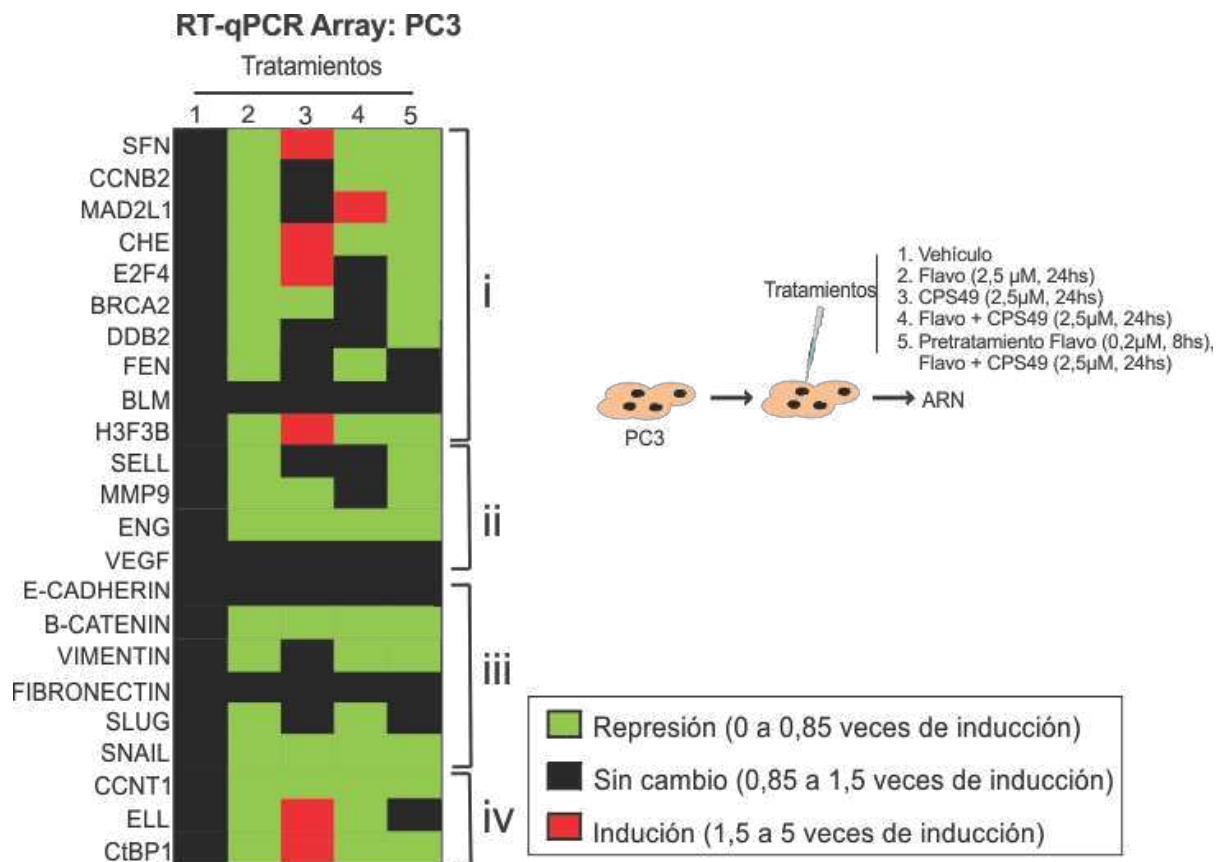 RT-qPCR Array: PC3
Tratamientos
1 2 3 4 5
SFN
CCNB2
MAD2L1
CHE
E2F4
BRCA2
DDB2
FEN
BLM
H3F3B
SELL
MMP9
ENG
VEGF
E-CADHERIN
B-CATENIN
VIMENTIN
FIBRONECTIN
SLUG
SNAIL
CCNT1
ELL
CtBP1
i
ii
iii
iv
Tratamientos
1. Vehículo
2. Flavo (2,5 µM, 24hs)
3. CPS49 (2,5µM, 24hs)
4. Flavo + CPS49 (2,5µM, 24hs)
5. Pretratamiento Flavo (0,2µM, 8hs),
Flavo + CPS49 (2,5µM, 24hs)
PC3
ARN
Represión (0 a 0,85 veces de inducción)
Sin cambio (0,85 a 1,5 veces de inducción)
Indución (1,5 a 5 veces de inducción)